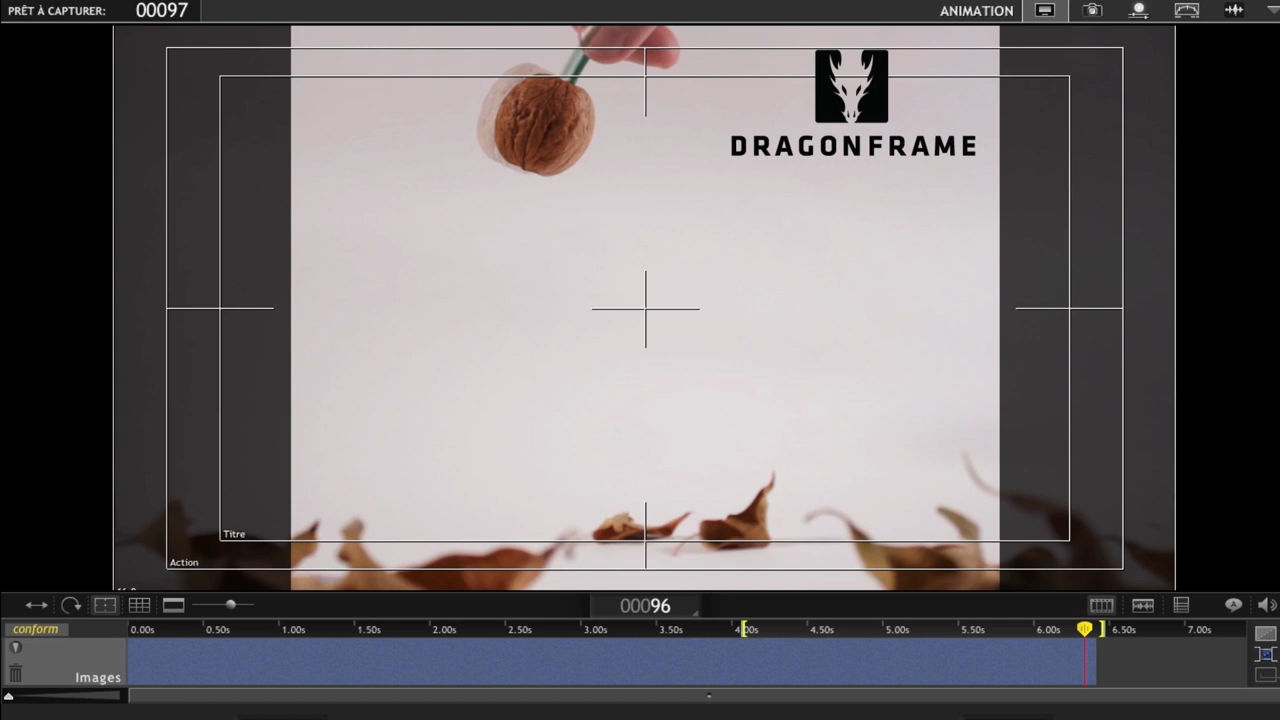 PRÊT À CAPTURER: 00097
ANIMATION
DRAGONFRAME
Titre
Action
00096
conform
0.00s 0.50s 1.00s 1.50s 2.00s 2.50s 3.00s 3.50s 4.00s 4.50s 5.00s 5.50s 6.00s 6.50s 7.00s
Images